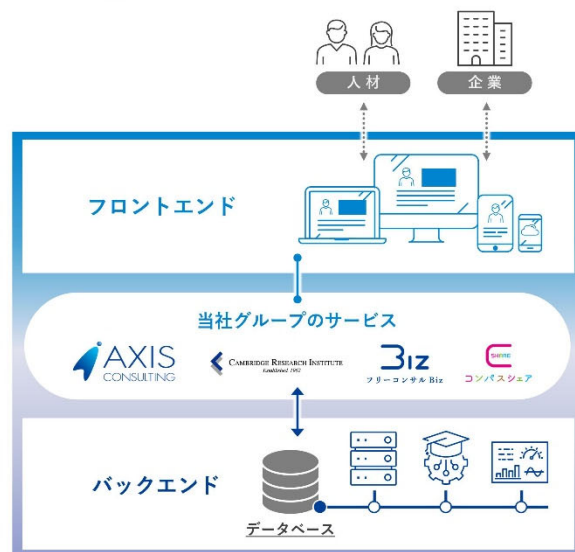 人材
企業
フロントエンド
当社グループのサービス
AXIS
CONSULTING
CAMBRIDGE RESEARCH INSTITUTE
Established 1962
Biz
フリーコンサルBiz
SHARE
コンパスシェア
バックエンド
データベース